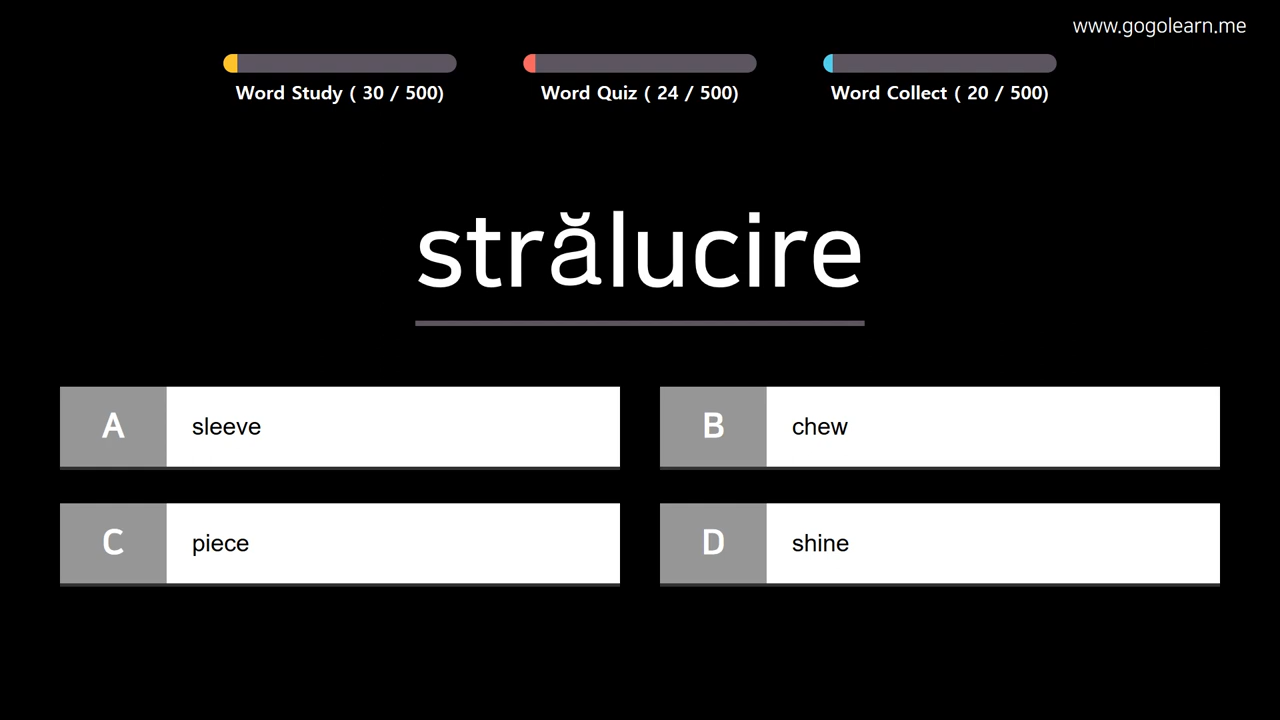 www.gogolearn.me
Word Study ( 30 / 500)
Word Quiz ( 24 / 500)
Word Collect ( 20 / 500)
strălucire
A sleeve
B chew
C piece
D shine